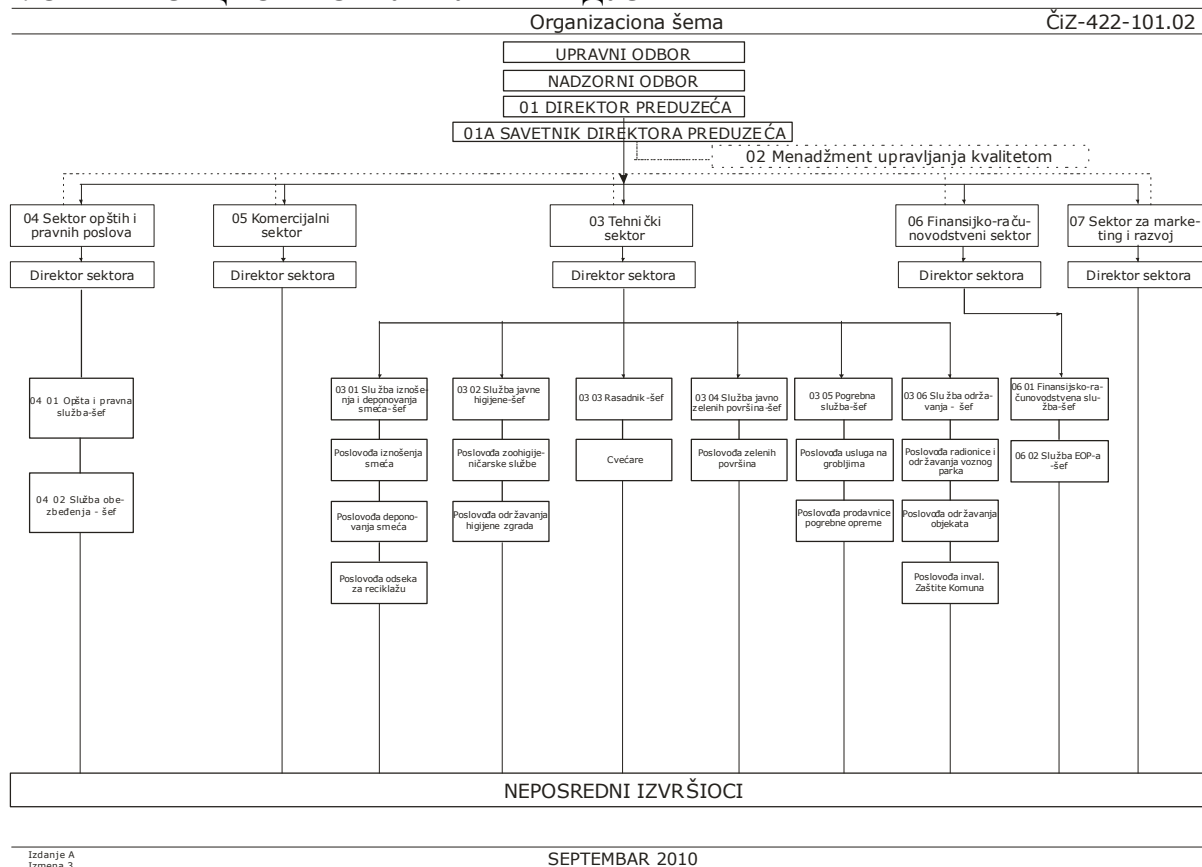 Organizaciona šema
ČiZ-422-101.02
UPRAVNI ODBOR
NADZORNI ODBOR
01 DIREKTOR PREDUZEĆA
01A SAVETNIK DIREKTORA PREDUZEĆA
02 Menadžment upravljanja kvalitetom
04 Sektor opštih i
pravnih poslova
05 Komercijalni
sektor
03 Tehnički
sektor
06 Finansijko-raču-
novodstveni sektor
07 Sektor za marke-
ting i razvoj
Direktor sektora
Direktor sektora
Direktor sektora
Direktor sektora
Direktor sektora
04 01 Opšta i pravna
služba-šef
03 01 Služba iznoše-
nja i deponovanja
smeća-šef
03 02 Služba javne
higijene-šef
03 03 Rasadnik-šef
03 04 Služba javno
zelenih površina-šef
03 05 Pogrebna
služba-šef
03 06 Služba održa-
vanja - šef
06 01 Finansijsko-ra-
čunovodstvena slu-
žba-šef
Poslovođa iznošenja
smeća
Poslovođa zoohigije-
ničarske službe
Cvećare
Poslovođa zelenih
površina
Poslovođa usluga na
grobljima
Poslovođa radionice i
održavanja voznog
parka
06 02 Služba EOP-a
-šef
04 02 Služba obe-
zbeđenja - šef
Poslovođa depono-
vanja smeća
Poslovođa održavanja
higijene zgrada
Poslovođa prodavnice
pogrebne opreme
Poslovođa održavanja
objekata
Poslovođa odseka
za reciklažu
Poslovođa inval.
Zaštite Komuna
NEPOSREDNI IZVRŠIOCI
Izdanje A
Izmena 3
SEPTEMBAR 2010